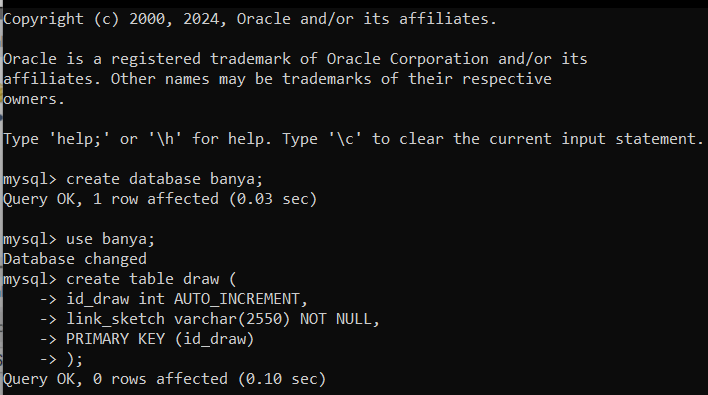 Copyright (c) 2000, 2024, Oracle and/or its affiliates.
Oracle is a registered trademark of Oracle Corporation and/or its
affiliates. Other names may be trademarks of their respective
owners.
Type 'help;' or '\h' for help. Type '\c' to clear the current input statement.
mysql> create database banya;
Query OK, 1 row affected (0.03 sec)
mysql> use banya;
Database changed
mysql> create table draw (
    -> id_draw int AUTO_INCREMENT,
    -> link_sketch varchar(2550) NOT NULL,
    -> PRIMARY KEY (id_draw)
    -> );
Query OK, 0 rows affected (0.10 sec)